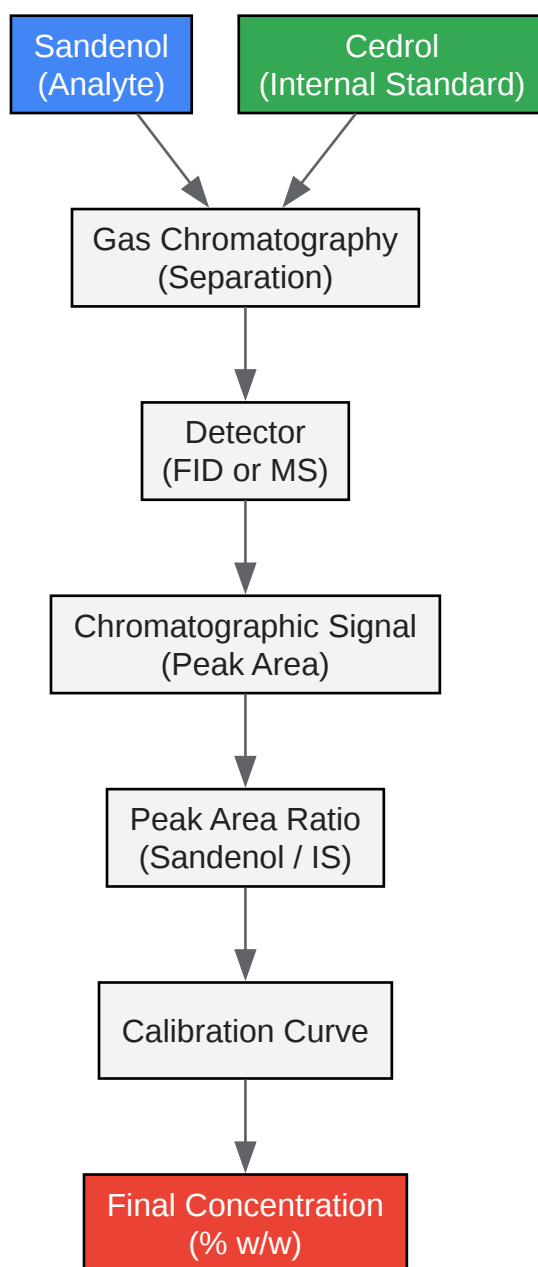 Sandenol
(Analyte)
Cedrol
(Internal Standard)
Gas Chromatography
(Separation)
Detector
(FID or MS)
Chromatographic Signal
(Peak Area)
Peak Area Ratio
(Sandenol / IS)
Calibration Curve
Final Concentration
(% w/w)